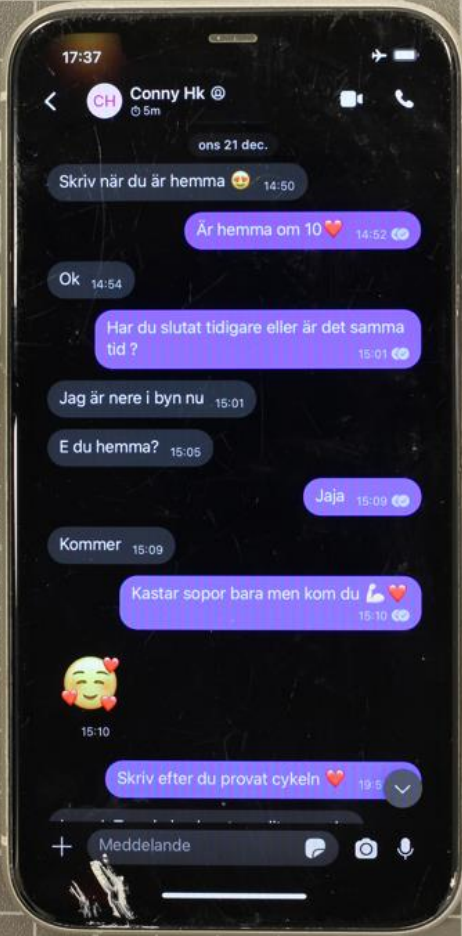 17:37
CH
Conny Hk
5m
ons 21 dec.
Skriv när du är hemma 😍 14:50
Är hemma om 10❤️ 14:52
Ok 14:54
Har du slutat tidigare eller är det samma
tid ?
15:01
Jag är nere i byn nu 15:01
E du hemma? 15:05
Jaja 15:09
Kommer 15:09
Kastar sopor bara men kom du 💪❤️
15:10
🥰
15:10
Skriv efter du provat cykeln ❤️
Meddelande